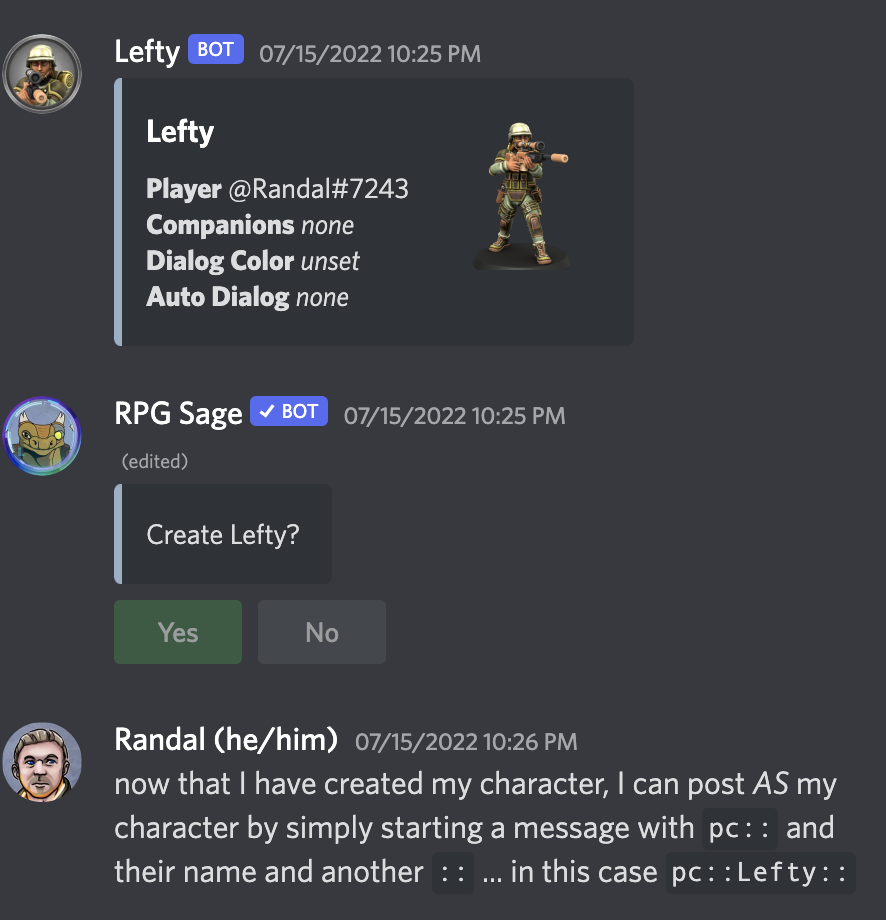 Lefty BOT 07/15/2022 10:25 PM
Lefty
Player @Randal#7243
Companions none
Dialog Color unset
Auto Dialog none
RPG Sage ✓ BOT 07/15/2022 10:25 PM
(edited)
Create Lefty?
Yes No
Randal (he/him) 07/15/2022 10:26 PM
now that I have created my character, I can post AS my
character by simply starting a message with pc:: and
their name and another :: ... in this case pc::Lefty::